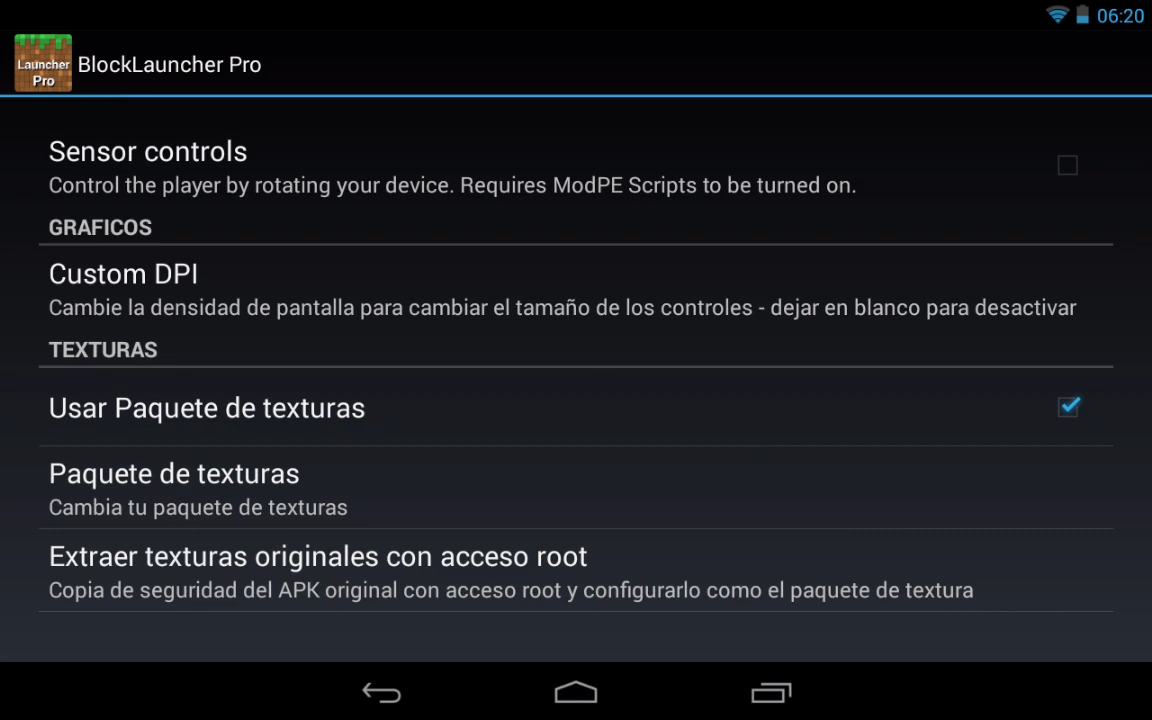 06:20
Launcher
Pro
BlockLauncher Pro
Sensor controls
Control the player by rotating your device. Requires ModPE Scripts to be turned on.
GRAFICOS
Custom DPI
Cambie la densidad de pantalla para cambiar el tamaño de los controles - dejar en blanco para desactivar
TEXTURAS
Usar Paquete de texturas
Paquete de texturas
Cambia tu paquete de texturas
Extraer texturas originales con acceso root
Copia de seguridad del APK original con acceso root y configurarlo como el paquete de textura